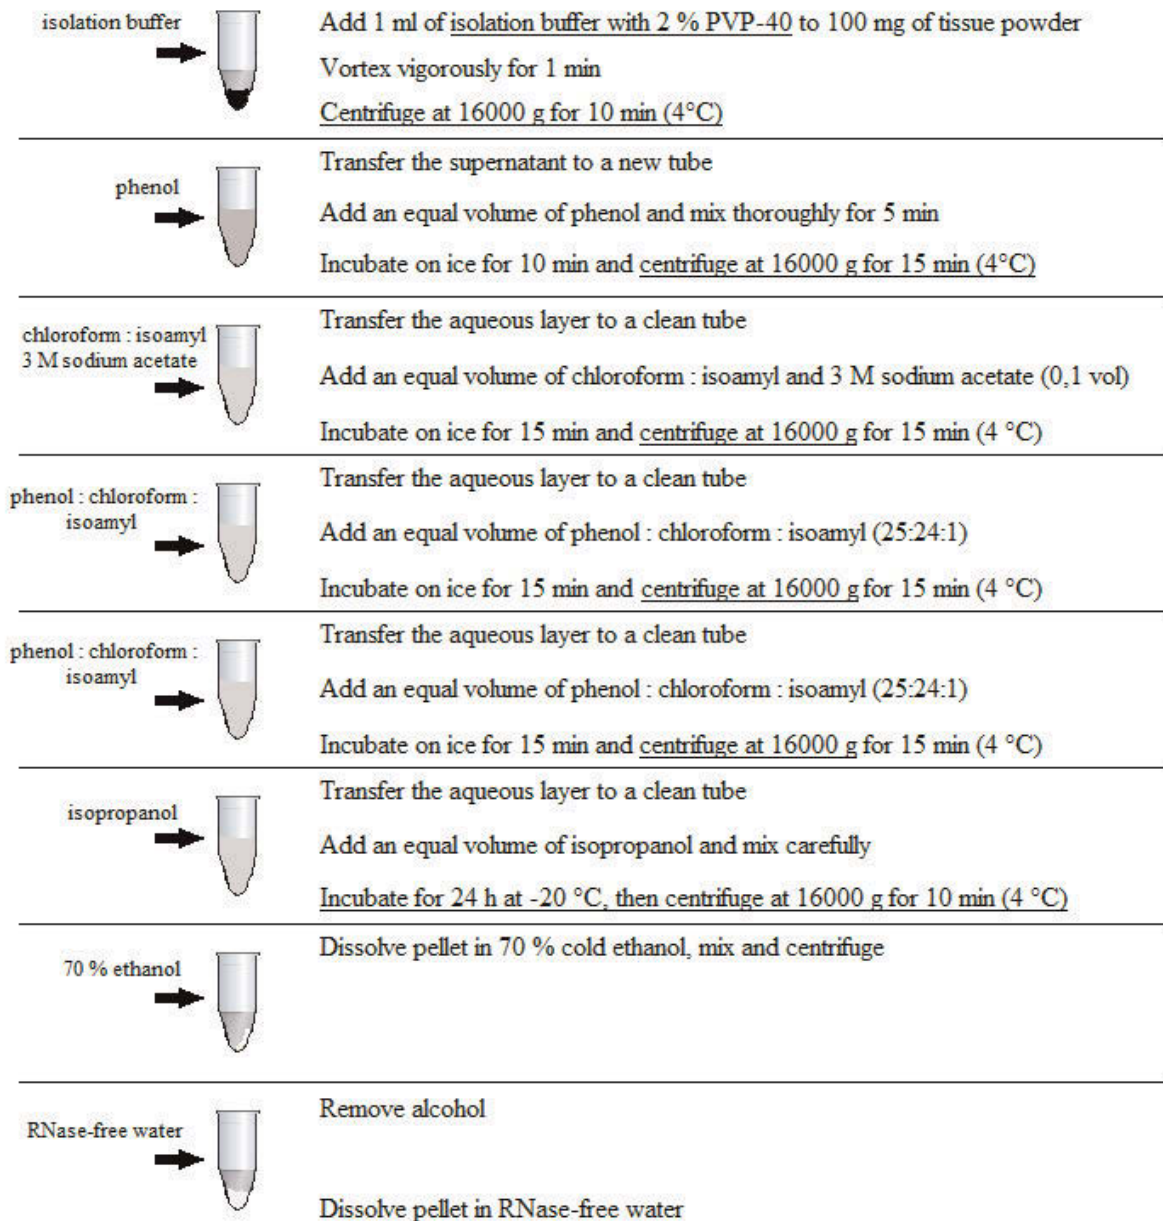 isolation buffer
Add 1 ml of isolation buffer with 2 % PVP-40 to 100 mg of tissue powder
Vortex vigorously for 1 min
Centrifuge at 16000 g for 10 min (4°C)
phenol
Transfer the supernatant to a new tube
Add an equal volume of phenol and mix thoroughly for 5 min
Incubate on ice for 10 min and centrifuge at 16000 g for 15 min (4°C)
chloroform : isoamyl
3 M sodium acetate
Transfer the aqueous layer to a clean tube
Add an equal volume of chloroform : isoamyl and 3 M sodium acetate (0,1 vol)
Incubate on ice for 15 min and centrifuge at 16000 g for 15 min (4 °C)
phenol : chloroform :
isoamyl
Transfer the aqueous layer to a clean tube
Add an equal volume of phenol : chloroform : isoamyl (25:24:1)
Incubate on ice for 15 min and centrifuge at 16000 g for 15 min (4 °C)
phenol : chloroform :
isoamyl
Transfer the aqueous layer to a clean tube
Add an equal volume of phenol : chloroform : isoamyl (25:24:1)
Incubate on ice for 15 min and centrifuge at 16000 g for 15 min (4 °C)
isopropanol
Transfer the aqueous layer to a clean tube
Add an equal volume of isopropanol and mix carefully
Incubate for 24 h at -20 °C, then centrifuge at 16000 g for 10 min (4 °C)
70 % ethanol
Dissolve pellet in 70 % cold ethanol, mix and centrifuge
RNase-free water
Remove alcohol
Dissolve pellet in RNase-free water